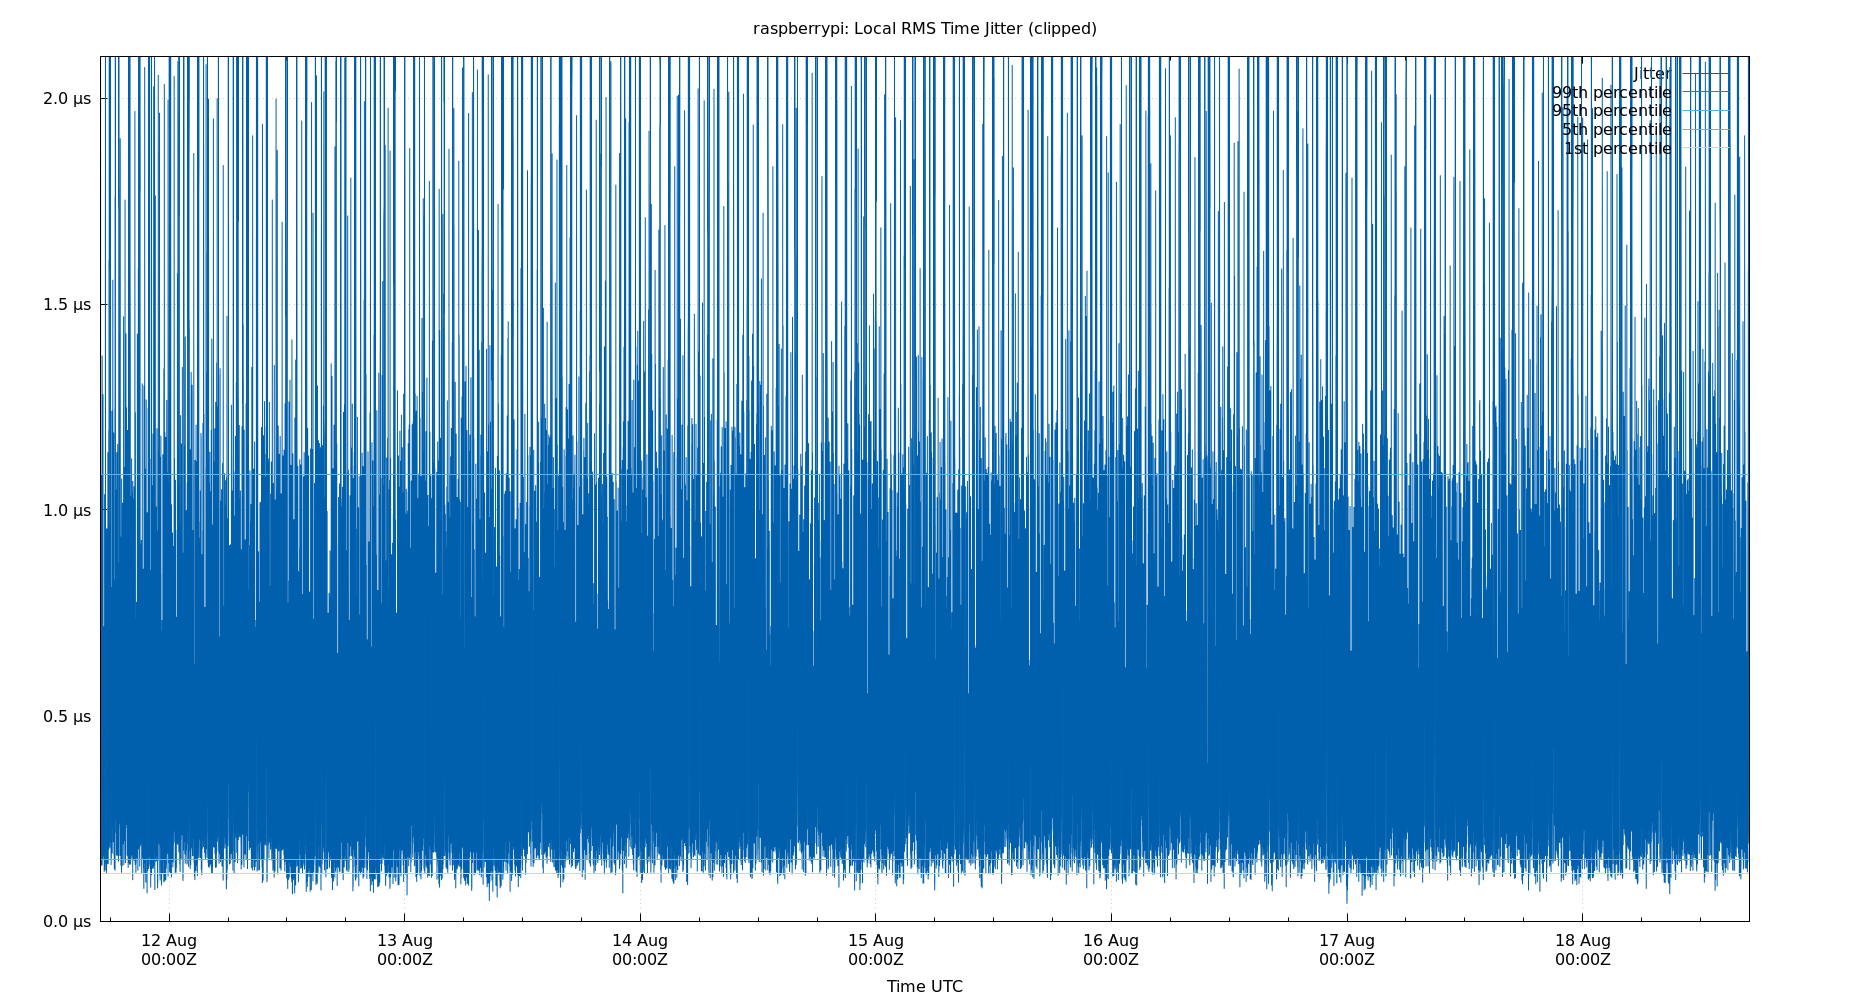 raspberrypi: Local RMS Time Jitter (clipped)
Jitter
99th percentile
95th percentile
5th percentile
1st percentile
2.0 µs
1.5 µs
1.0 µs
0.5 µs
0.0 µs
12 Aug 13 Aug 14 Aug 15 Aug 16 Aug 17 Aug 18 Aug
00:00Z 00:00Z 00:00Z 00:00Z 00:00Z 00:00Z 00:00Z
Time UTC